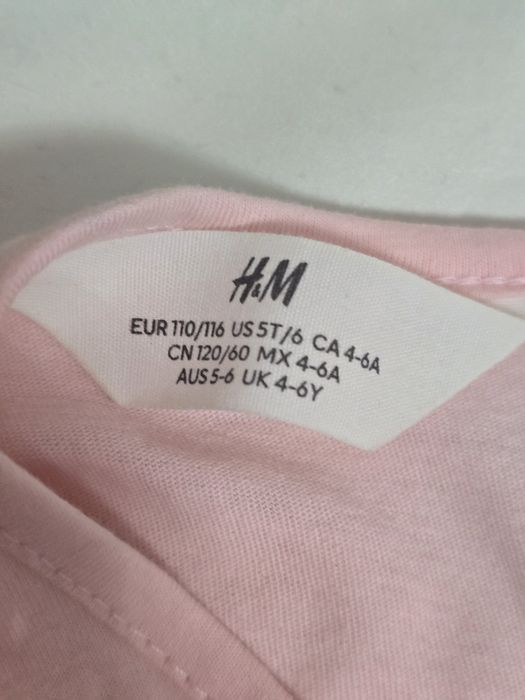 H&M
EUR 110/116 US 5T/6 CA 4-6A
CN 120/60 MX 4-6A
AUS 5-6 UK 4-6Y